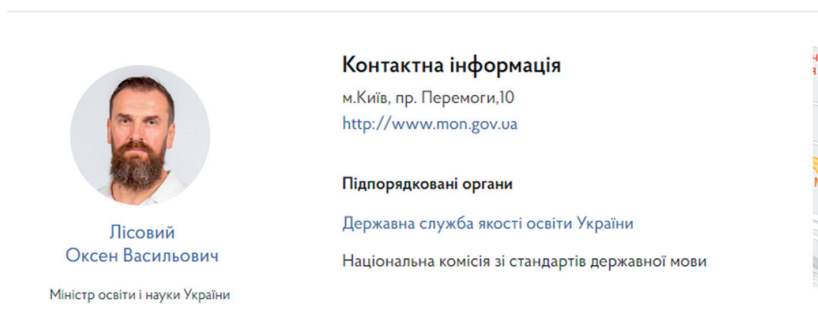 Контактна інформація
м.Київ, пр. Перемоги,10
http://www.mon.gov.ua
Підпорядковані органи
Державна служба якості освіти України
Національна комісія зі стандартів державної мови
Лісовий
Оксен Васильович
Міністр освіти і науки України